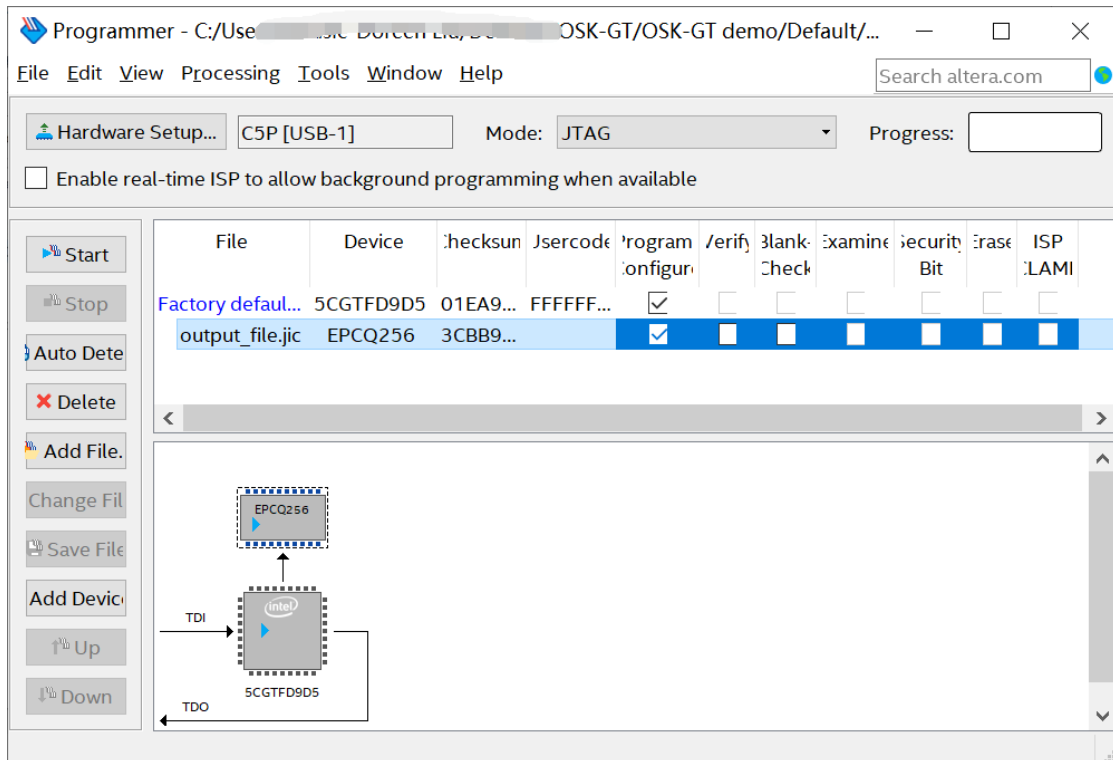 Programmer - C:/Use OSK-GT/OSK-GT demo/Default/...
File Edit View Processing Tools Window Help
Search altera.com
Hardware Setup... C5P [USB-1] Mode: JTAG Progress:
Enable real-time ISP to allow background programming when available
Start
Stop
Auto Dete
Delete
Add File.
Change Fil
Save File
Add Devic
Up
Down
File Device Checksum Usercode Program/ Verify Blank- Examine Security Erase ISP
Configure Check Bit CLAMP
Factory defaul... 5CGTFD9D5 01EA9... FFFFFF...
output_file.jic EPCQ256 3CBB9...
EPCQ256
intel
TDI
5CGTFD9D5
TDO